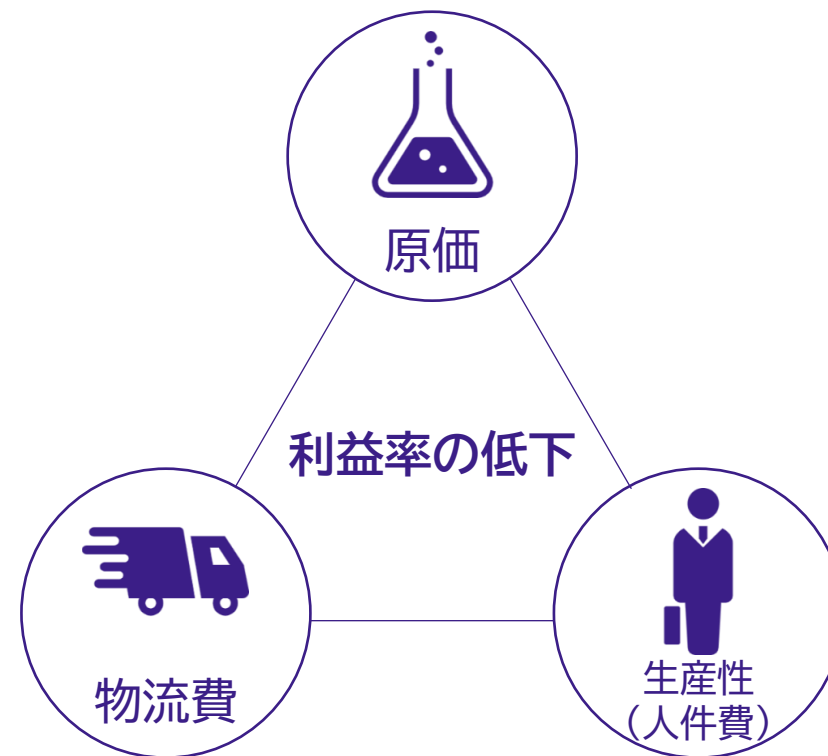 原価
利益率の低下
物流費
生産性
（人件費）